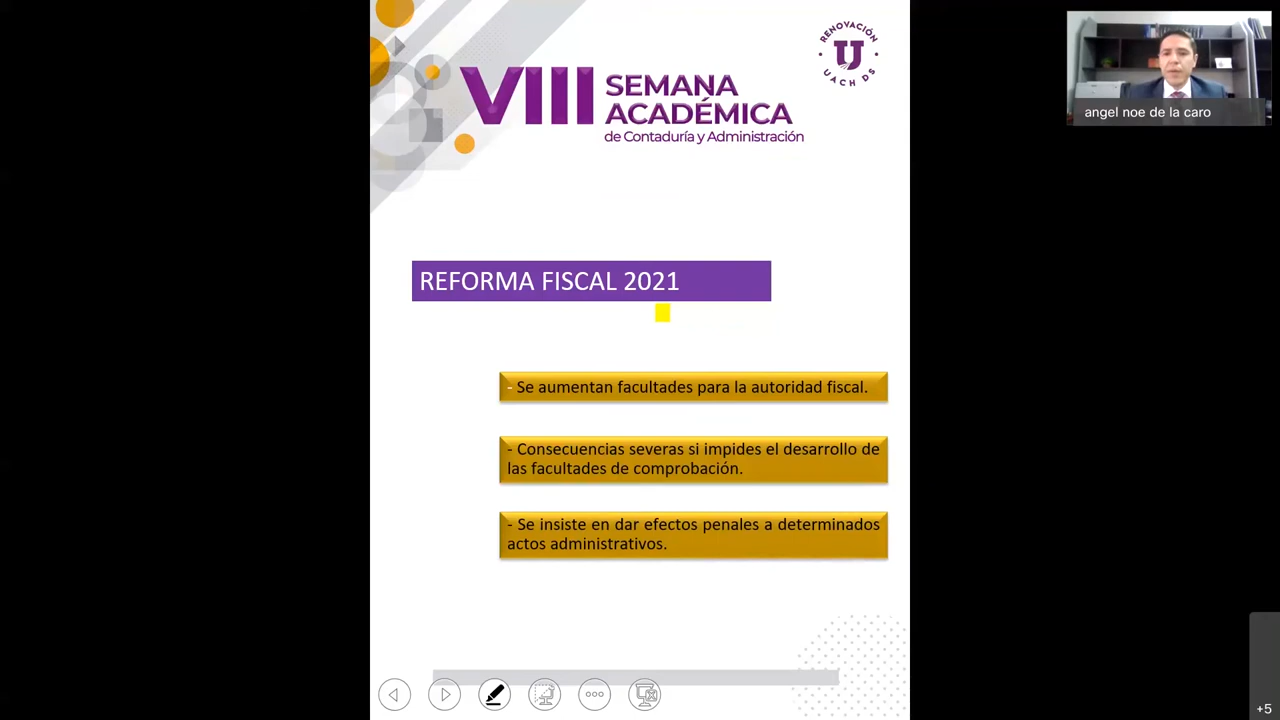 RENOVACIÓN
U
UACH DS
VIII SEMANA
ACADÉMICA
de Contaduría y Administración
angel noe de la caro
REFORMA FISCAL 2021
- Se aumentan facultades para la autoridad fiscal.
- Consecuencias severas si impides el desarrollo de
las facultades de comprobación.
- Se insiste en dar efectos penales a determinados
actos administrativos.
+5